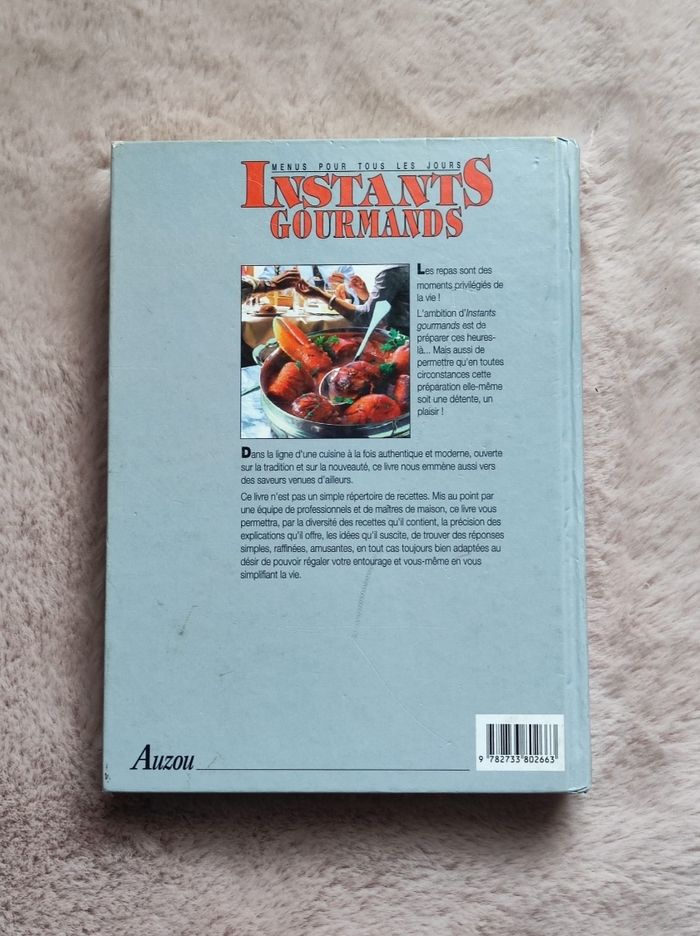 MENUS POUR TOUS LES JOURS
INSTANTS
GOURMANDS
Les repas sont des
moments privilégiés de
la vie !
L'ambition d'Instants
gourmands est de
préparer ces heures-
là... Mais aussi de
permettre qu'en toutes
circonstances cette
préparation elle-même
soit une détente, un
plaisir !
Dans la ligne d'une cuisine à la fois authentique et moderne, ouverte
sur la tradition et sur la nouveauté, ce livre nous emmène aussi vers
des saveurs venues d'ailleurs.
Ce livre n'est pas un simple répertoire de recettes. Mis au point par
une équipe de professionnels et de maîtres de maison, ce livre vous
permettra, par la diversité des recettes qu'il contient, la précision des
explications qu'il offre, les idées qu'il suscite, de trouver des réponses
simples, raffinées, amusantes, en tout cas toujours bien adaptées au
désir de pouvoir régaler votre entourage et vous-même en vous
simplifiant la vie.
Auzou
9 782733 802663